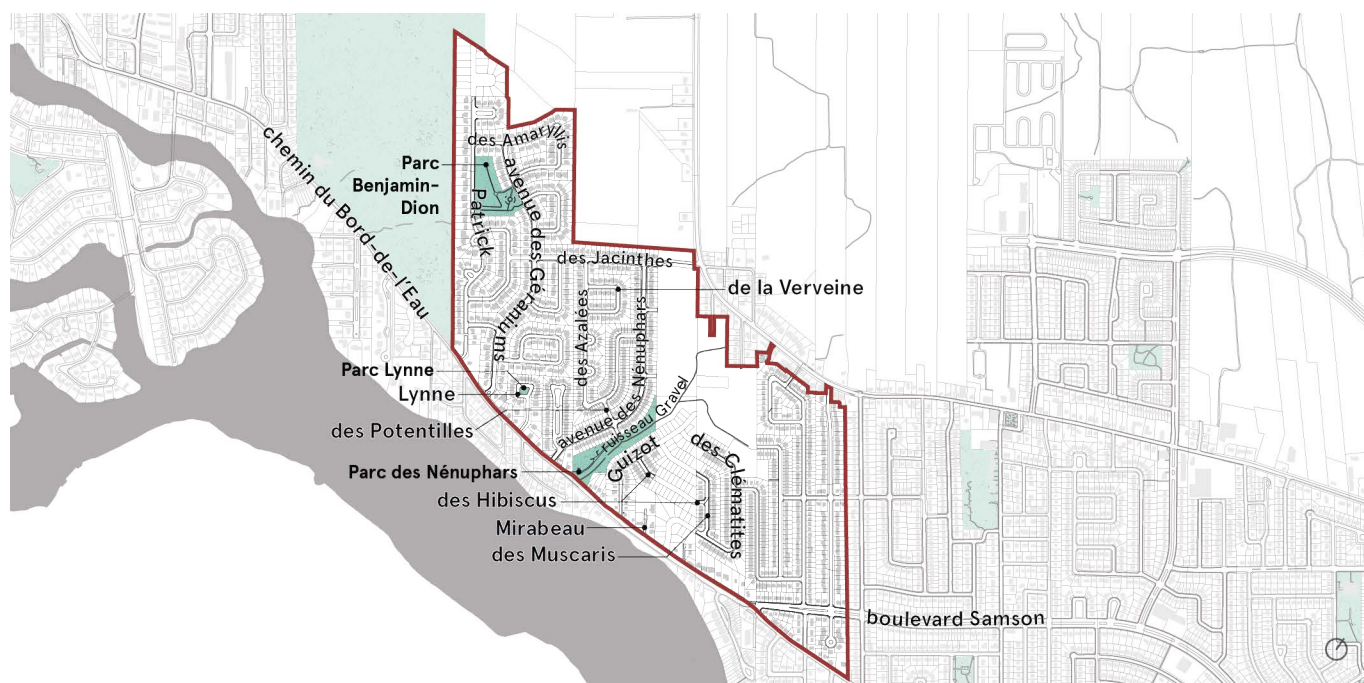 des Amaryllis
chemin du Bord-de-l'Eau
Parc
Benjamin-
Dion
Patrick
avenue des Géraniums
des Jacinthes
de la Verveine
des Azalées
avenue des Nénuphars
Parc Lynne
Lynne
des Potentilles
ruisseau Gravel
Parc des Nénuphars
Guizot
des Clématites
des Hibiscus
Mirabeau
des Muscaris
boulevard Samson